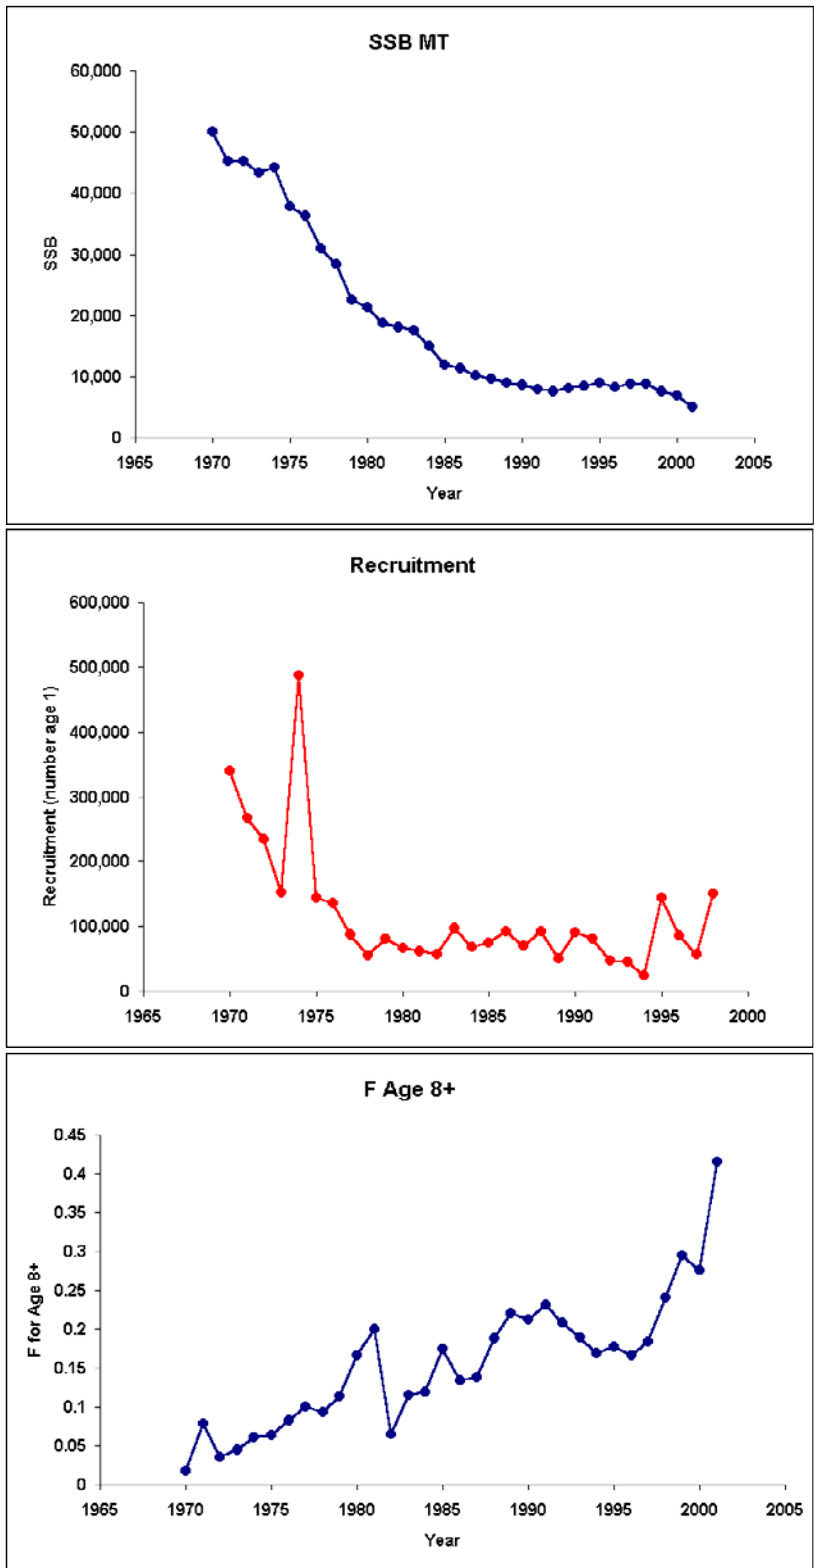 SSB MT
60,000
50,000
40,000
30,000
20,000
10,000
0
SSB
1965 1970 1975 1980 1985 1990 1995 2000 2005
Year
Recruitment
600,000
500,000
400,000
300,000
200,000
100,000
0
Recruitment (number age 1)
1965 1970 1975 1980 1985 1990 1995 2000
F Age 8+
0.45
0.4
0.35
0.3
0.25
0.2
0.15
0.1
0.05
0
F for Age 8+
1965 1970 1975 1980 1985 1990 1995 2000 2005
Year